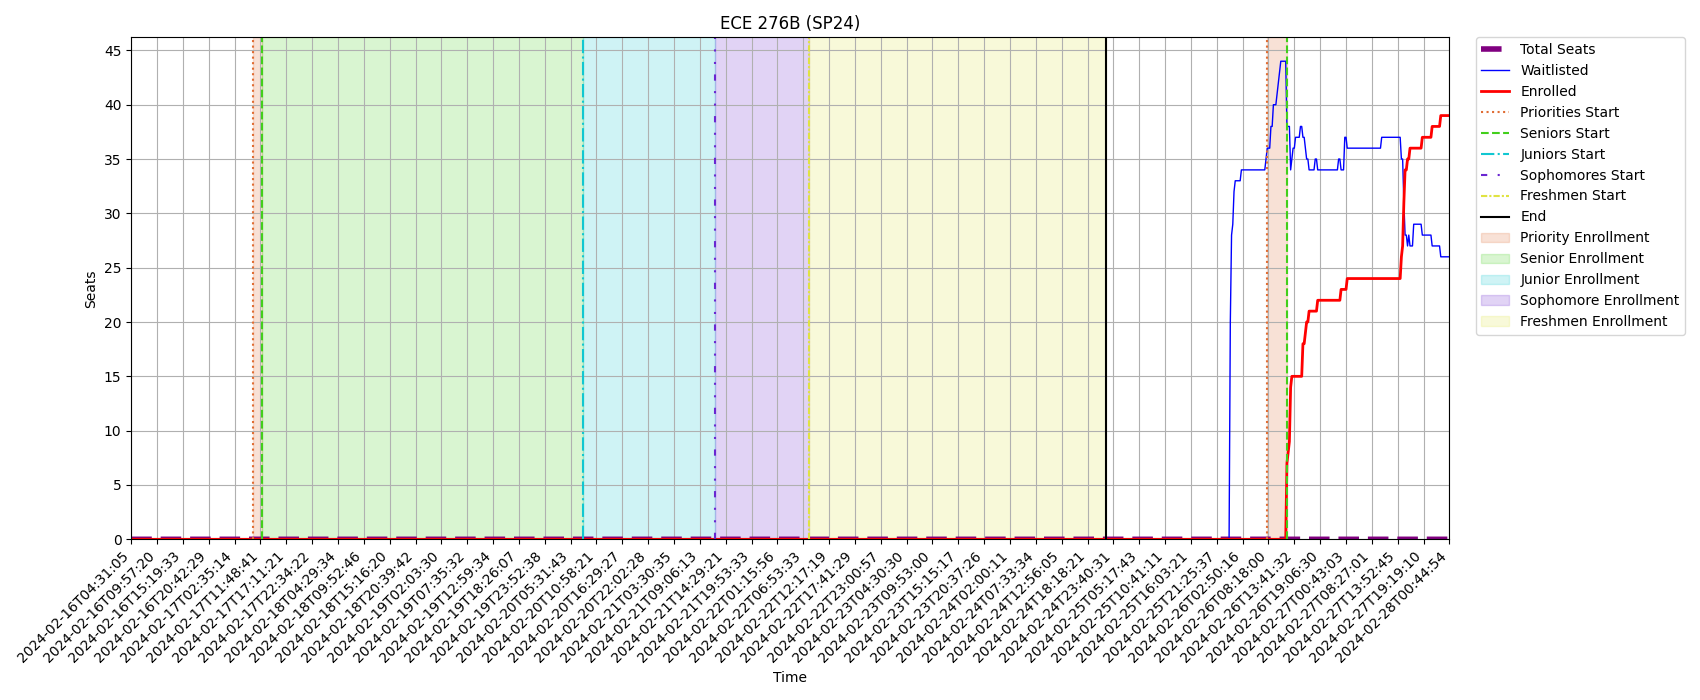 ECE 276B (SP24)
Seats
45
40
35
30
25
20
15
10
5
0
2024-02-16T04:31:05
2024-02-16T09:57:20
2024-02-16T15:19:33
2024-02-16T20:42:29
2024-02-17T02:35:14
2024-02-17T11:48:41
2024-02-17T17:11:21
2024-02-17T22:34:22
2024-02-18T04:29:34
2024-02-18T09:52:46
2024-02-18T15:16:20
2024-02-18T20:39:42
2024-02-19T02:03:30
2024-02-19T07:35:32
2024-02-19T12:59:34
2024-02-19T18:26:07
2024-02-19T23:52:38
2024-02-20T05:31:43
2024-02-20T10:58:21
2024-02-20T16:29:27
2024-02-20T22:02:28
2024-02-21T03:30:35
2024-02-21T09:06:13
2024-02-21T14:29:21
2024-02-21T19:53:33
2024-02-22T01:15:56
2024-02-22T06:53:33
2024-02-22T12:17:19
2024-02-22T17:41:29
2024-02-22T23:00:57
2024-02-23T04:30:30
2024-02-23T09:53:00
2024-02-23T15:15:17
2024-02-23T20:37:26
2024-02-24T02:00:11
2024-02-24T07:33:34
2024-02-24T12:56:05
2024-02-24T18:18:21
2024-02-24T23:40:31
2024-02-25T05:17:43
2024-02-25T10:41:11
2024-02-25T16:03:21
2024-02-25T21:25:37
2024-02-26T02:50:16
2024-02-26T08:18:00
2024-02-26T13:41:32
2024-02-26T19:06:30
2024-02-27T00:43:03
2024-02-27T08:27:01
2024-02-27T13:52:45
2024-02-27T19:19:10
2024-02-28T00:44:54
Time
Total Seats
Waitlisted
Enrolled
Priorities Start
Seniors Start
Juniors Start
Sophomores Start
Freshmen Start
End
Priority Enrollment
Senior Enrollment
Junior Enrollment
Sophomore Enrollment
Freshmen Enrollment